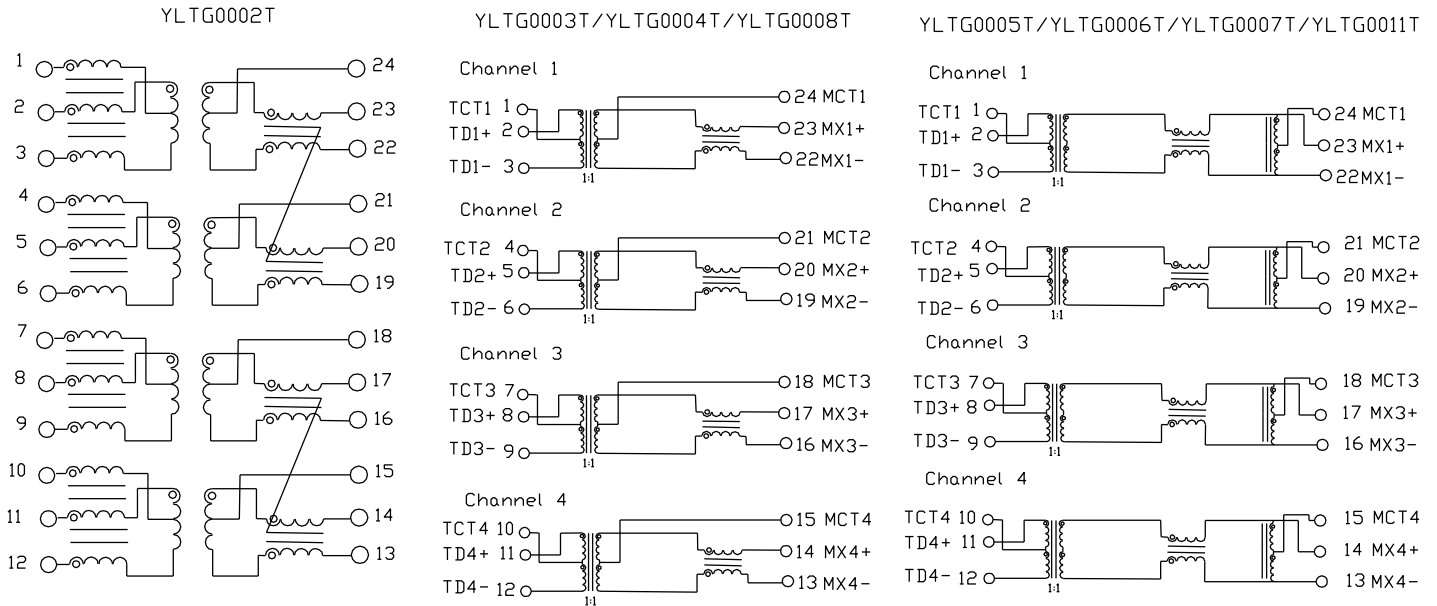 YLTG0002T
1
24
2
23
3
22
4
21
5
20
6
19
7
18
8
17
9
16
10
15
11
14
12
13
YLTG0003T/YLTG0004T/YLTG0008T
Channel 1
TCT1 1
24 MCT1
TD1+ 2
23 MX1+
TD1- 3
22 MX1-
1:1
Channel 2
TCT2 4
21 MCT2
TD2+ 5
20 MX2+
TD2- 6
19 MX2-
1:1
Channel 3
TCT3 7
18 MCT3
TD3+ 8
17 MX3+
TD3- 9
16 MX3-
1:1
Channel 4
TCT4 10
15 MCT4
TD4+ 11
14 MX4+
TD4- 12
13 MX4-
1:1
YLTG0005T/YLTG0006T/YLTG0007T/YLTG0011T
Channel 1
TCT1 1
24 MCT1
TD1+ 2
23 MX1+
TD1- 3
22 MX1-
1:1
Channel 2
TCT2 4
21 MCT2
TD2+ 5
20 MX2+
TD2- 6
19 MX2-
1:1
Channel 3
TCT3 7
18 MCT3
TD3+ 8
17 MX3+
TD3- 9
16 MX3-
1:1
Channel 4
TCT4 10
15 MCT4
TD4+ 11
14 MX4+
TD4- 12
13 MX4-
1:1